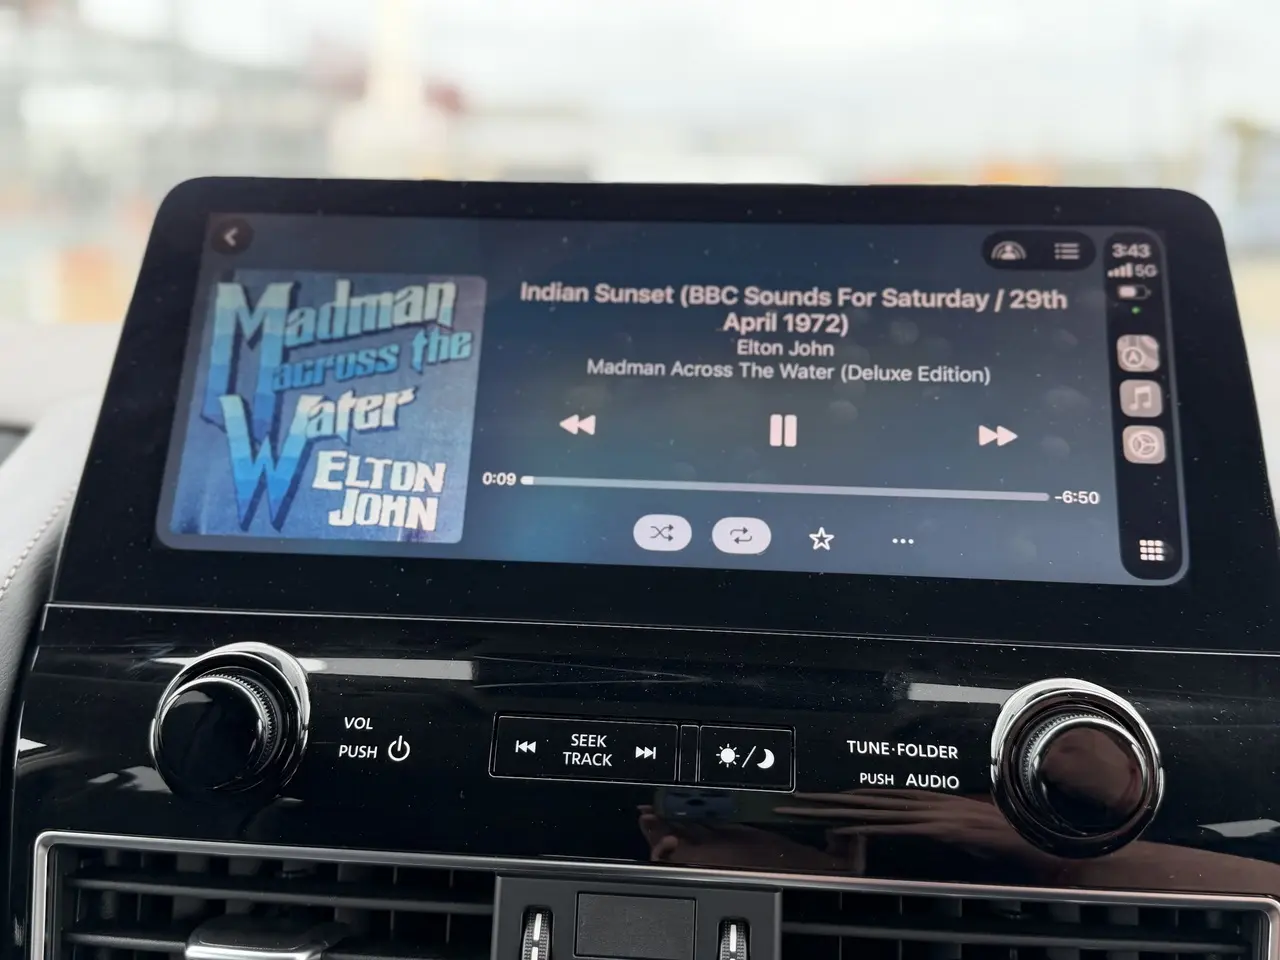 Madman
across the
Water
ELTON
JOHN
Indian Sunset (BBC Sounds For Saturday / 29th
April 1972)
Elton John
Madman Across The Water (Deluxe Edition)
0:09
-6:50
3:43
5G
VOL
PUSH
SEEK
TRACK
TUNE·FOLDER
PUSH AUDIO